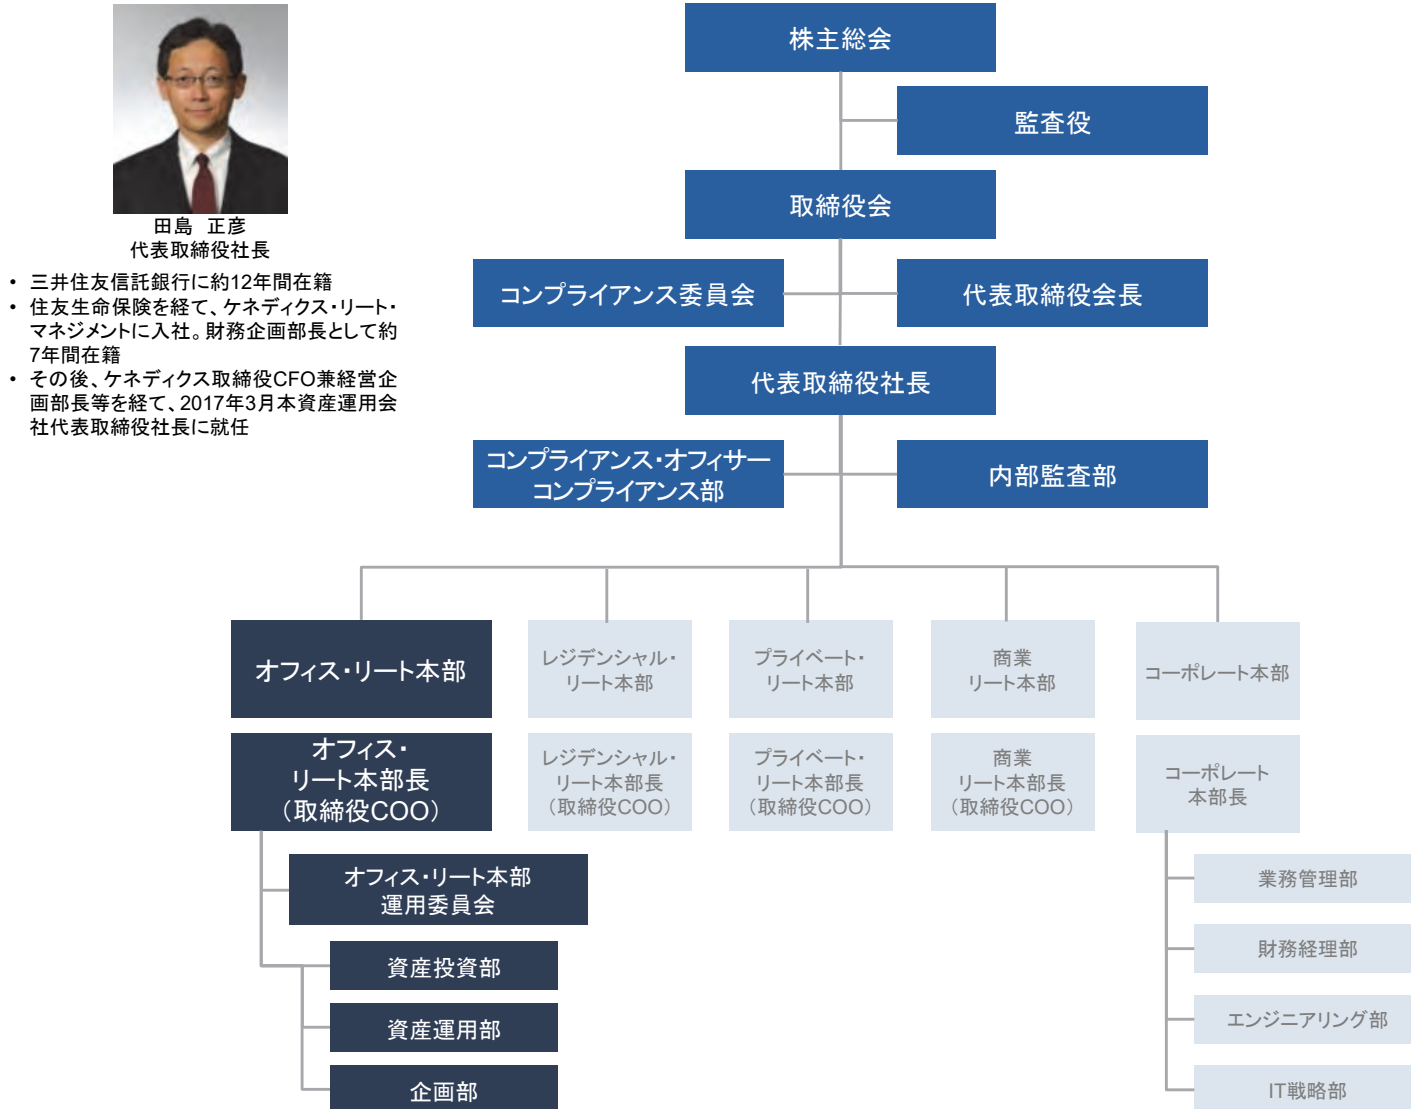 田島 正彦
代表取締役社長
• 三井住友信託銀行に約12年間在籍
• 住友生命保険を経て、ケネディクス・リート・
マネジメントに入社。財務企画部長として約
7年間在籍
• その後、ケネディクス取締役CFO兼経営企
画部長等を経て、2017年3月本資産運用会
社代表取締役社長に就任
株主総会
監査役
取締役会
コンプライアンス委員会
代表取締役会長
代表取締役社長
コンプライアンス・オフィサー
コンプライアンス部
内部監査部
オフィス・リート本部
レジデンシャル・
リート本部
プライベート・
リート本部
商業
リート本部
コーポレート本部
オフィス・
リート本部長
（取締役COO）
レジデンシャル・
リート本部長
（取締役COO）
プライベート・
リート本部長
（取締役COO）
商業
リート本部長
（取締役COO）
コーポレート
本部長
オフィス・リート本部
運用委員会
資産投資部
資産運用部
企画部
業務管理部
財務経理部
エンジニアリング部
IT戦略部